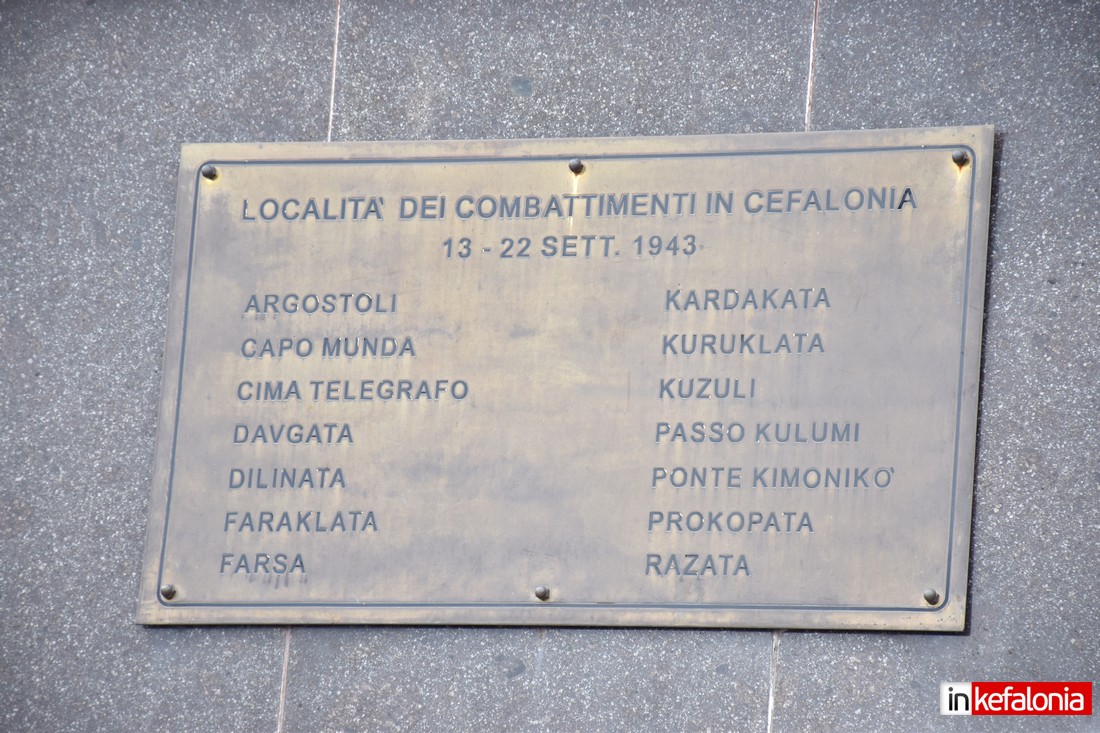 LOCALITA' DEI COMBATTIMENTI IN CEFALONIA
13 - 22 SETT. 1943
ARGOSTOLI
CAPO MUNDA
CIMA TELEGRAFO
DAVGATA
DILINATA
FARAKLATA
FARSA
KARDAKATA
KURUKLATA
KUZULI
PASSO KULUMI
PONTE KIMONIKO'
PROKOPATA
RAZATA
inkefalonia